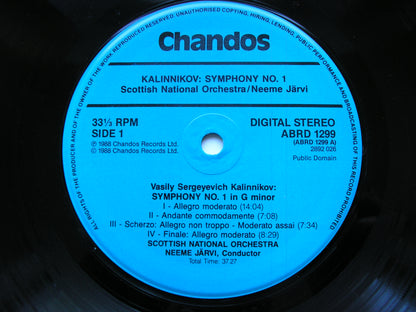 ALL RIGHTS OF THE PRODUCER AND OF THE OWNER OF THE WORK REPRODUCED RESERVED UNAUTHORISED COPYING, HIRING, LENDING, PUBLIC PERFORMANCE AND BROADCASTING OF THIS RECORD PROHIBITED
Chandos
KALINNIKOV: SYMPHONY NO. 1
Scottish National Orchestra/Neeme Järvi
33⅓ RPM
SIDE 1
℗ 1988 Chandos Records Ltd.
© 1988 Chandos Records Ltd.
DIGITAL STEREO
ABRD 1299
(ABRD 1299 A)
2892 026
Public Domain
Vasily Sergeyevich Kalinnikov:
SYMPHONY NO. 1 in G minor
I - Allegro moderato (14:04)
II - Andante commodamente (7:08)
III - Scherzo: Allegro non troppo - Moderato assai (7:34)
IV - Finale: Allegro moderato (8:29)
SCOTTISH NATIONAL ORCHESTRA
NEEME JÄRVI, Conductor
Total Time: 37:27